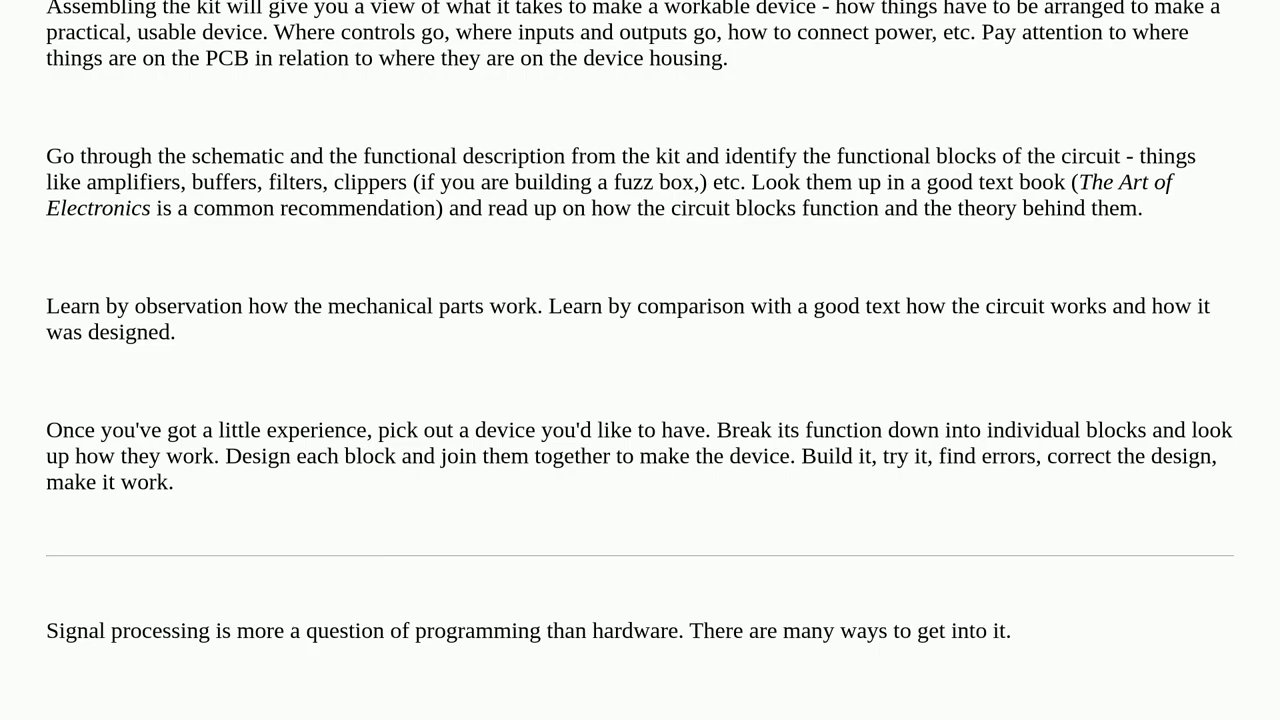 Assembling the kit will give you a view of what it takes to make a workable device - how things have to be arranged to make a
practical, usable device. Where controls go, where inputs and outputs go, how to connect power, etc. Pay attention to where
things are on the PCB in relation to where they are on the device housing.
Go through the schematic and the functional description from the kit and identify the functional blocks of the circuit - things
like amplifiers, buffers, filters, clippers (if you are building a fuzz box,) etc. Look them up in a good text book (The Art of
Electronics is a common recommendation) and read up on how the circuit blocks function and the theory behind them.
Learn by observation how the mechanical parts work. Learn by comparison with a good text how the circuit works and how it
was designed.
Once you've got a little experience, pick out a device you'd like to have. Break its function down into individual blocks and look
up how they work. Design each block and join them together to make the device. Build it, try it, find errors, correct the design,
make it work.
Signal processing is more a question of programming than hardware. There are many ways to get into it.